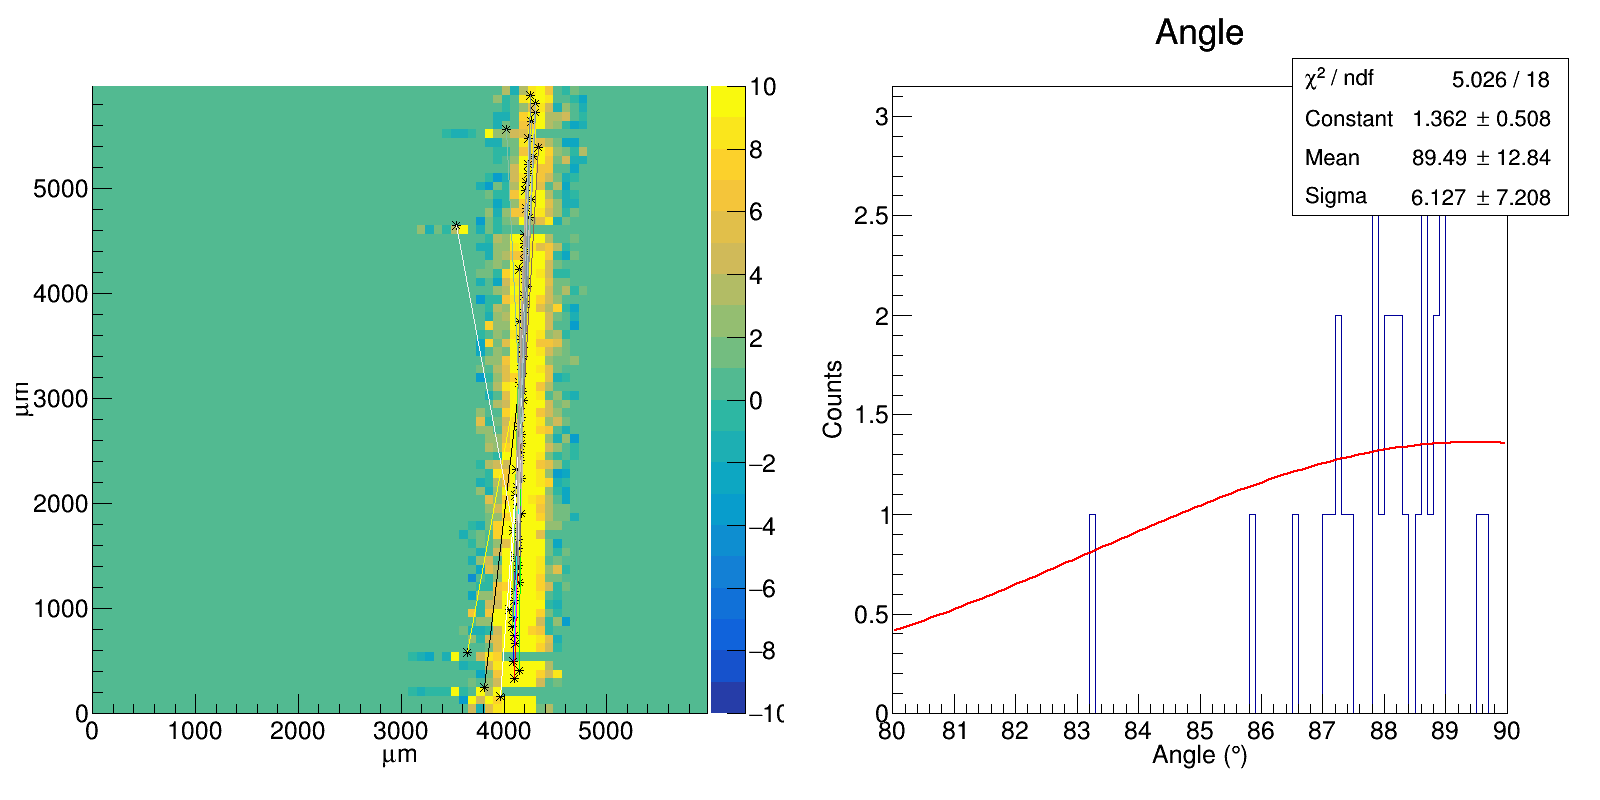 Angle
χ² / ndf 5.026 / 18
Constant 1.362 ± 0.508
Mean 89.49 ± 12.84
Sigma 6.127 ± 7.208
μm
5000
4000
3000
2000
1000
0
0 1000 2000 3000 4000 5000
μm
10
8
6
4
2
0
−2
−4
−6
−8
−10
Counts
3
2.5
2
1.5
1
0.5
0
80 81 82 83 84 85 86 87 88 89 90
Angle (°)